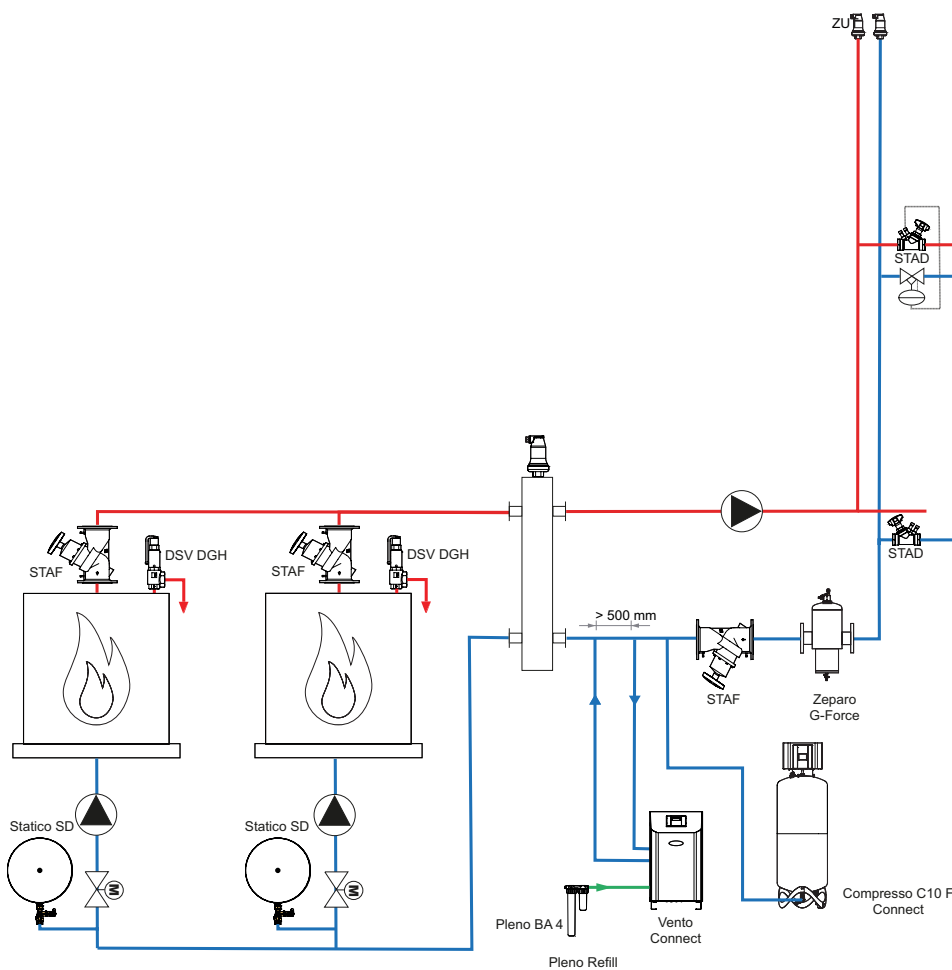 ZU
STAD
STAD
STAF
DSV DGH
STAF
DSV DGH
> 500 mm
STAF
Zeparo
G-Force
Statico SD
M
Statico SD
M
Pleno BA 4
Pleno Refill
Vento
Connect
Compresso C10 F
Connect